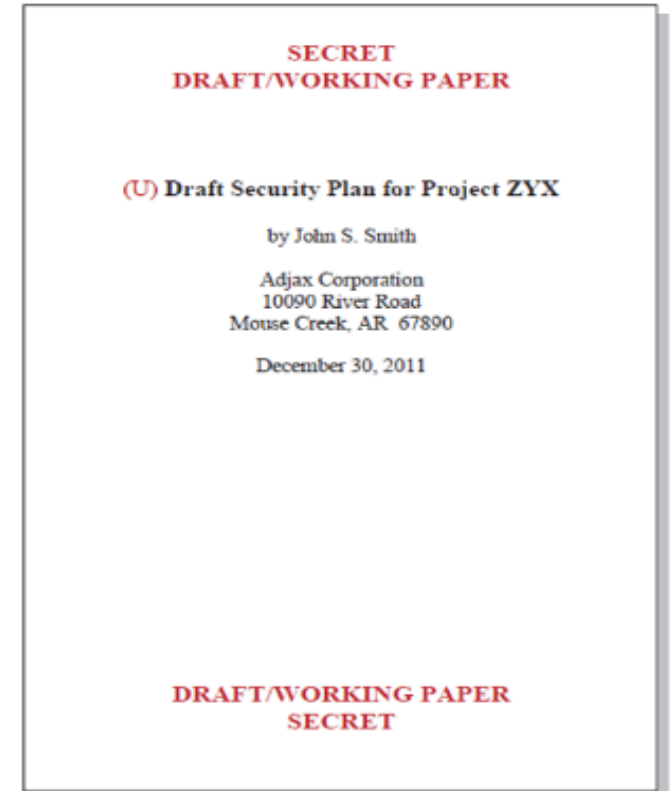 SECRET
DRAFT/WORKING PAPER
(U) Draft Security Plan for Project ZYX
by John S. Smith
Adjax Corporation
10090 River Road
Mouse Creek, AR 67890
December 30, 2011
DRAFT/WORKING PAPER
SECRET